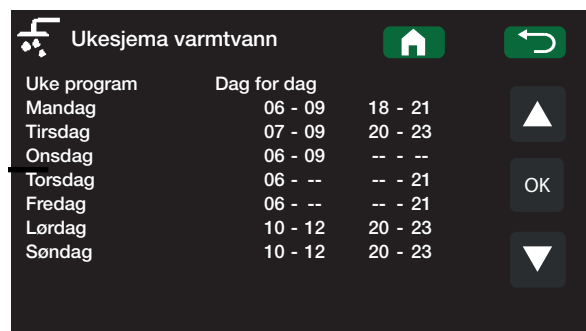 Ukesjema varmtvann
Uke program Dag for dag
Mandag 06 - 09 18 - 21
Tirsdag 07 - 09 20 - 23
Onsdag 06 - 09 -- - --
Torsdag 06 - -- -- - 21
Fredag 06 - -- -- - 21
Lørdag 10 - 12 20 - 23
Søndag 10 - 12 20 - 23
OK